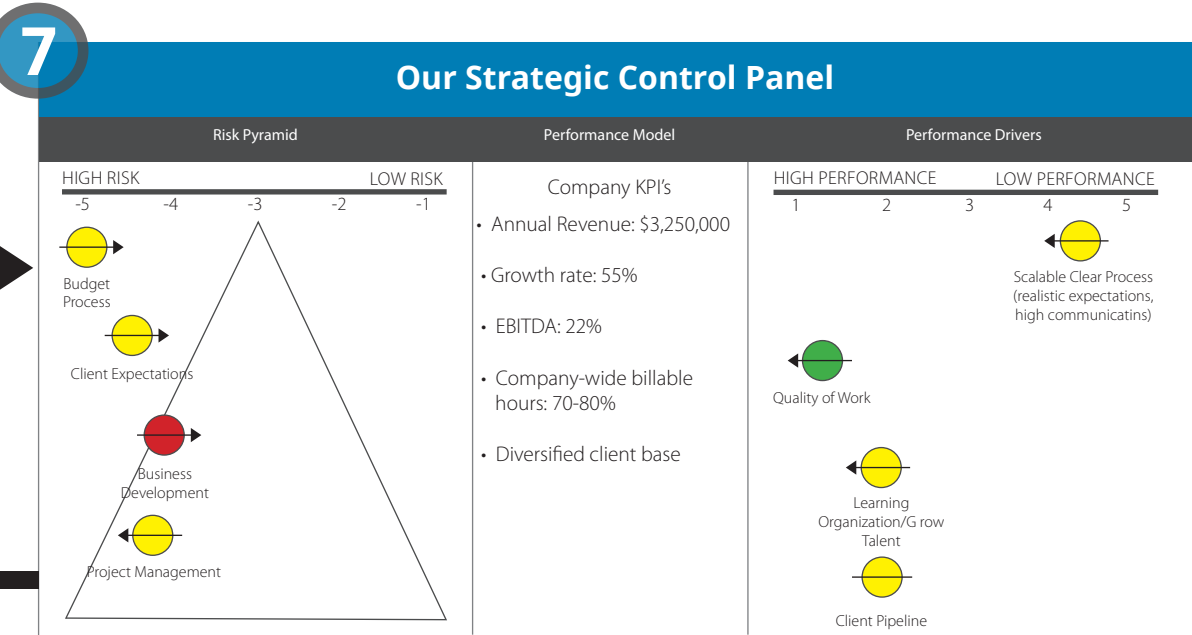 7
Our Strategic Control Panel
Risk Pyramid
Performance Model
Performance Drivers
HIGH RISK
LOW RISK
-5
-4
-3
-2
-1
Budget
Process
Client Expectations
Business
Development
Project Management
Company KPI's
• Annual Revenue: $3,250,000
• Growth rate: 55%
• EBITDA: 22%
• Company-wide billable
hours: 70-80%
• Diversified client base
HIGH PERFORMANCE
LOW PERFORMANCE
1
2
3
4
5
Scalable Clear Process
(realistic expectations,
high communicatins)
Quality of Work
Learning
Organization/G row
Talent
Client Pipeline